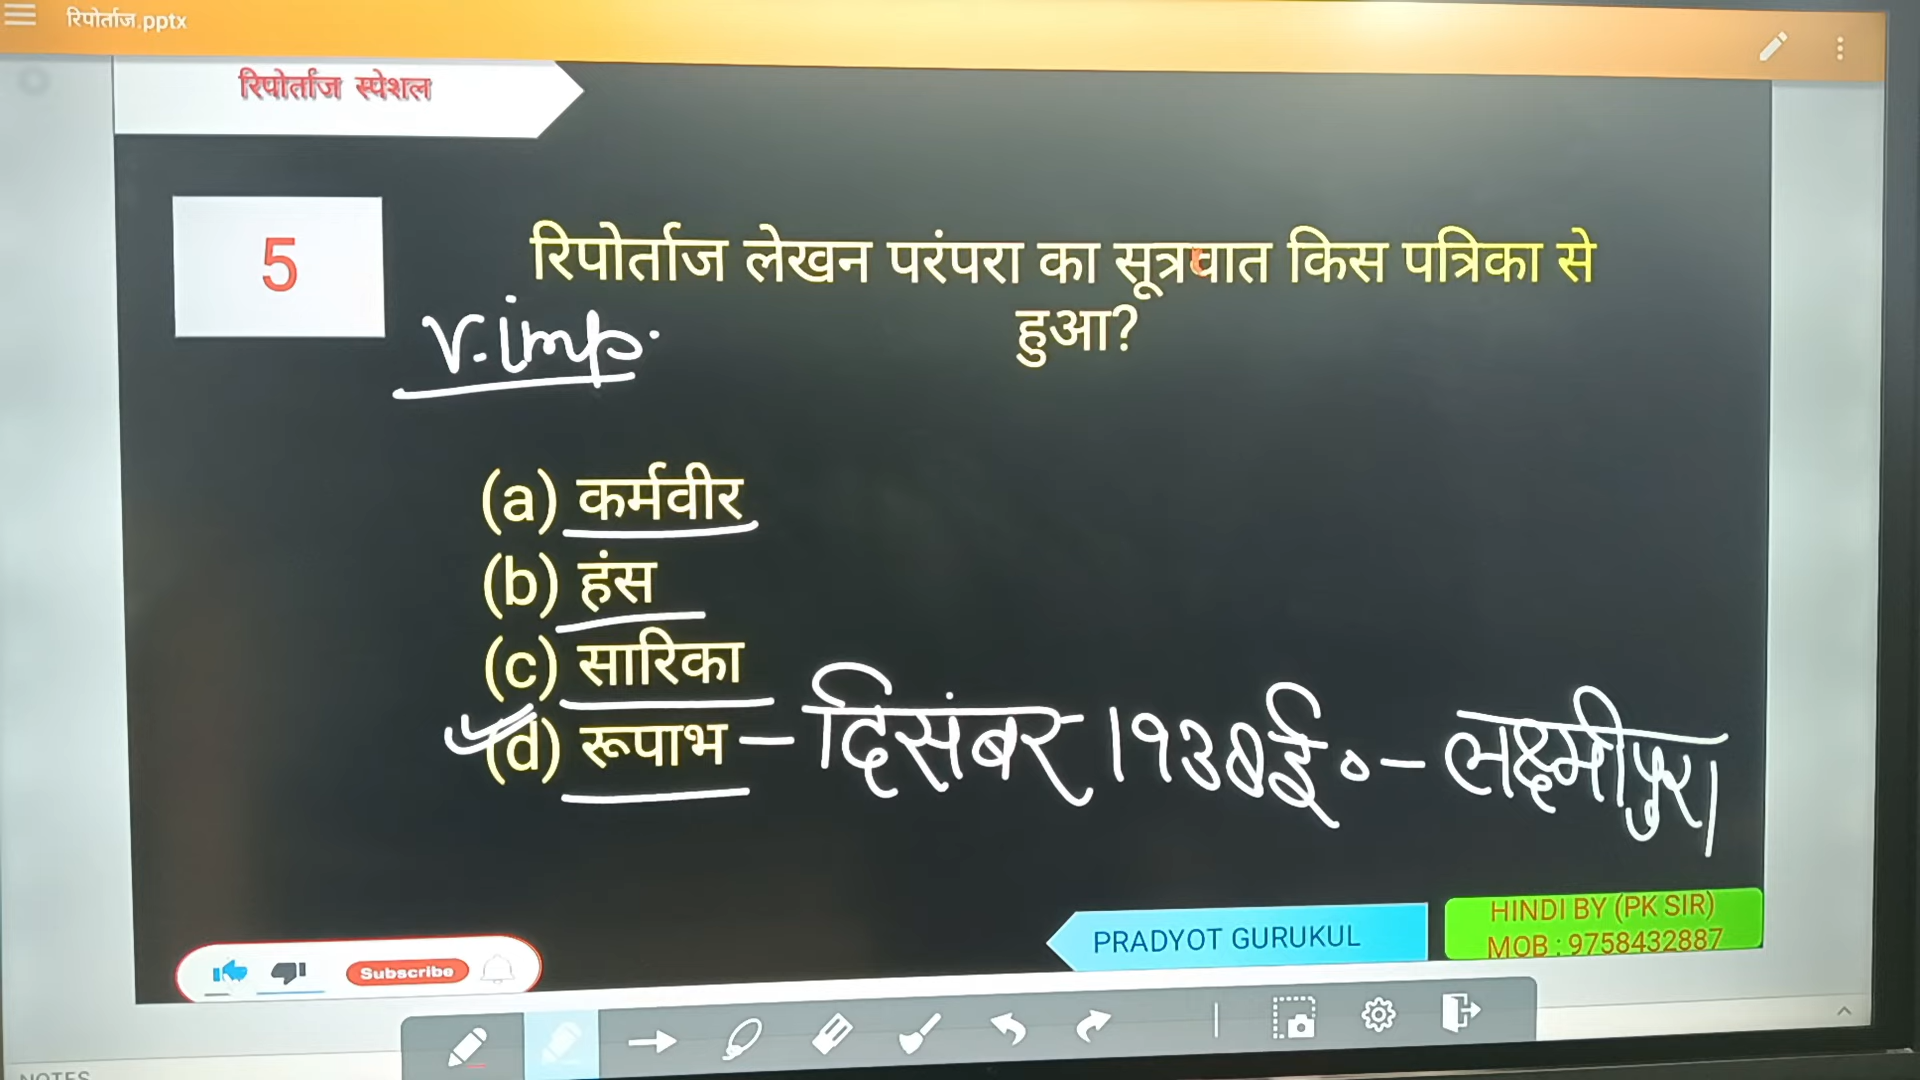 रिपोर्ताज.pptx
रिपोर्ताज स्पेशल
5
रिपोर्ताज लेखन परंपरा का सूत्रपात किस पत्रिका से
हुआ?
V.imp.
(a) कर्मवीर
(b) हंस
(c) सारिका
(d) रूपाभ – दिसंबर १९३८ई० – लक्ष्मीपुरा
PRADYOT GURUKUL
HINDI BY (PK SIR)
MOB : 9758432887
Subscribe
NOTES